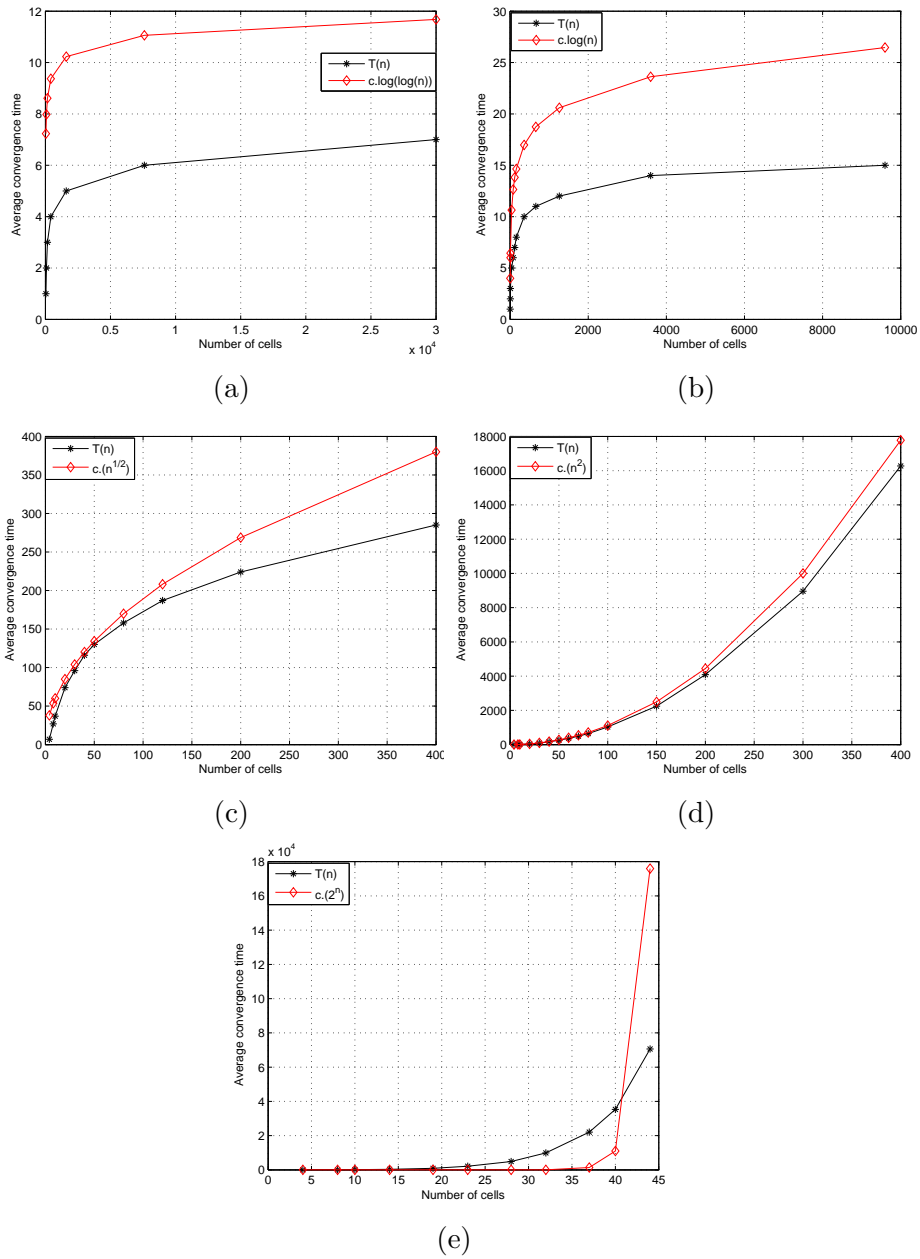 12
10
8
6
4
2
0
Average convergence time
T(n)
c.log(log(n))
0 0.5 1 1.5 2 2.5 3
x 10^4
Number of cells
(a)
30
25
20
15
10
5
0
Average convergence time
T(n)
c.log(n)
0 2000 4000 6000 8000 10000
Number of cells
(b)
400
350
300
250
200
150
100
50
0
Average convergence time
T(n)
c.(n^1/2)
0 50 100 150 200 250 300 350 400
Number of cells
(c)
18000
16000
14000
12000
10000
8000
6000
4000
2000
0
Average convergence time
T(n)
c.(n^2)
0 50 100 150 200 250 300 350 400
Number of cells
(d)
x 10^4
18
16
14
12
10
8
6
4
2
0
Average convergence time
T(n)
c.(2^n)
0 5 10 15 20 25 30 35 40 45
Number of cells
(e)